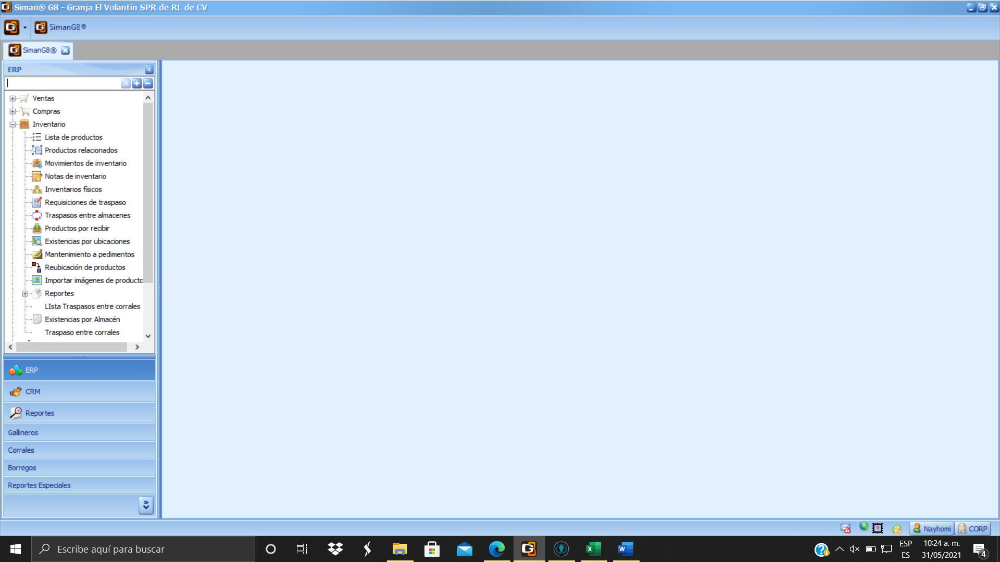 Siman® G8 - Granja El Volantín SPR de RL de CV
SimanG8®
SimanG8®
ERP
Ventas
Compras
Inventario
Lista de productos
Productos relacionados
Movimientos de inventario
Notas de inventario
Inventarios físicos
Requisiciones de traspaso
Traspasos entre almacenes
Productos por recibir
Existencias por ubicaciones
Mantenimiento a pedimentos
Reubicación de productos
Importar imágenes de producto
Reportes
LIsta Traspasos entre corrales
Existencias por Almacén
Traspaso entre corrales
ERP
CRM
Reportes
Gallineros
Corrales
Borregos
Reportes Especiales
Nayhomi
CORP
Escribe aquí para buscar
ESP
ES
10:24 a. m.
31/05/2021
4